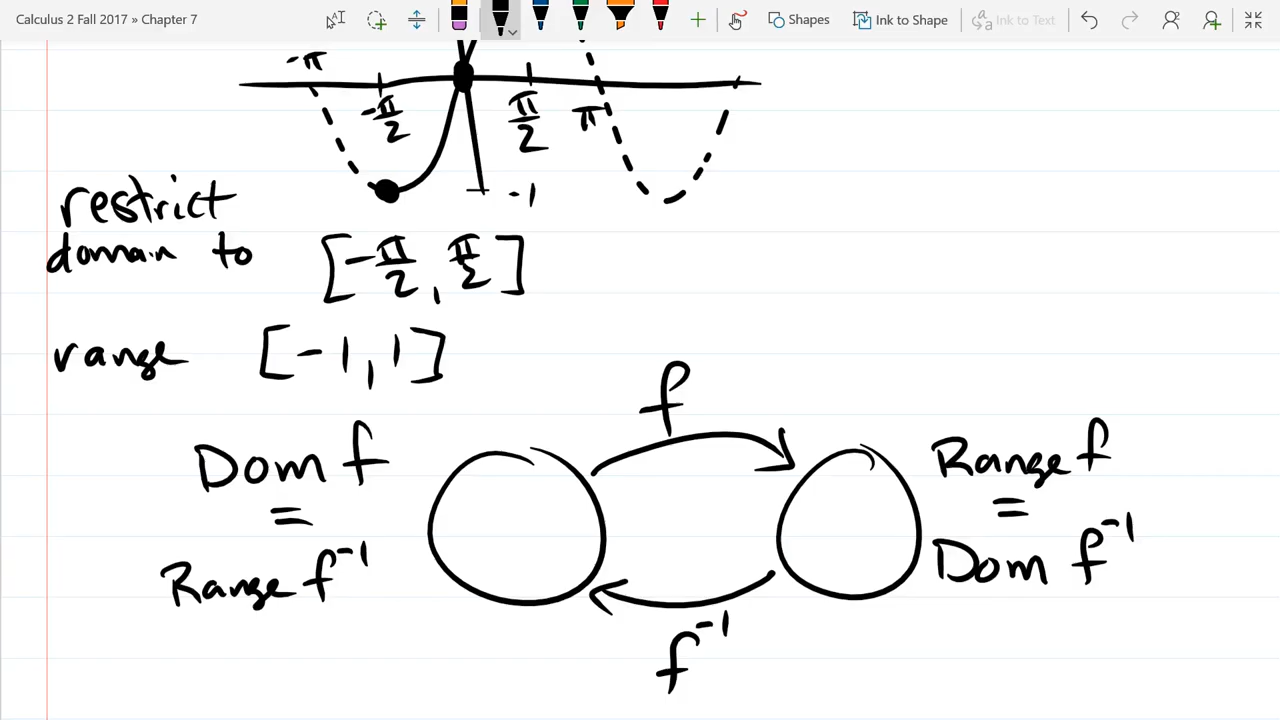 Calculus 2 Fall 2017 » Chapter 7
Shapes
Ink to Shape
Ink to Text
-π
-π/2
π/2
π
-1
restrict
domain to [-π/2, π/2]
range [-1, 1]
f
Dom f
=
Range f⁻¹
Range f
=
Dom f⁻¹
f⁻¹